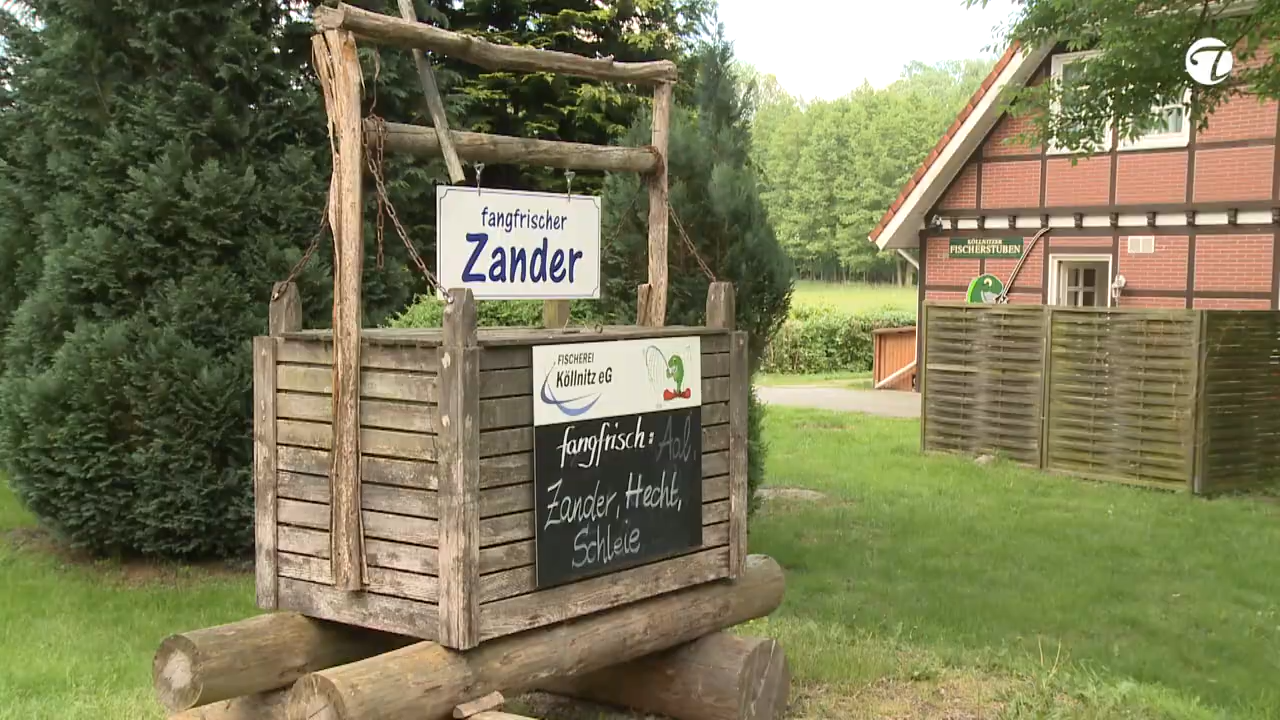 fangfrischer
Zander
KÖLLNITZER
FISCHERSTUBEN
FISCHEREI
Köllnitz eG
fangfrisch: Aal,
Zander, Hecht,
Schleie